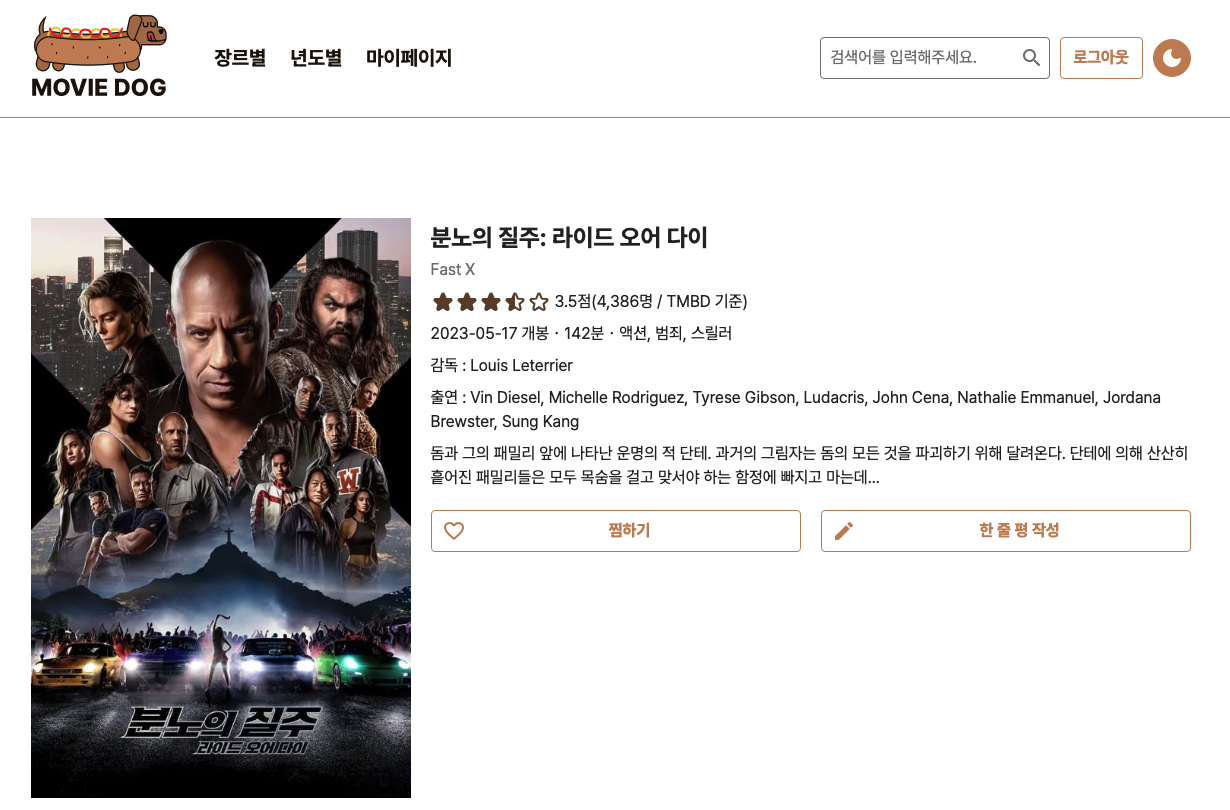 MOVIE DOG
장르별 년도별 마이페이지
검색어를 입력해주세요.
로그아웃
분노의 질주: 라이드 오어 다이
Fast X
3.5점(4,386명 / TMBD 기준)
2023-05-17 개봉 · 142분 · 액션, 범죄, 스릴러
감독 : Louis Leterrier
출연 : Vin Diesel, Michelle Rodriguez, Tyrese Gibson, Ludacris, John Cena, Nathalie Emmanuel, Jordana
Brewster, Sung Kang
돔과 그의 패밀리 앞에 나타난 운명의 적 단테. 과거의 그림자는 돔의 모든 것을 파괴하기 위해 달려온다. 단테에 의해 산산히
흩어진 패밀리들은 모두 목숨을 걸고 맞서야 하는 함정에 빠지고 마는데...
찜하기
한 줄 평 작성
W
분노의 질주
라이드 오어 다이